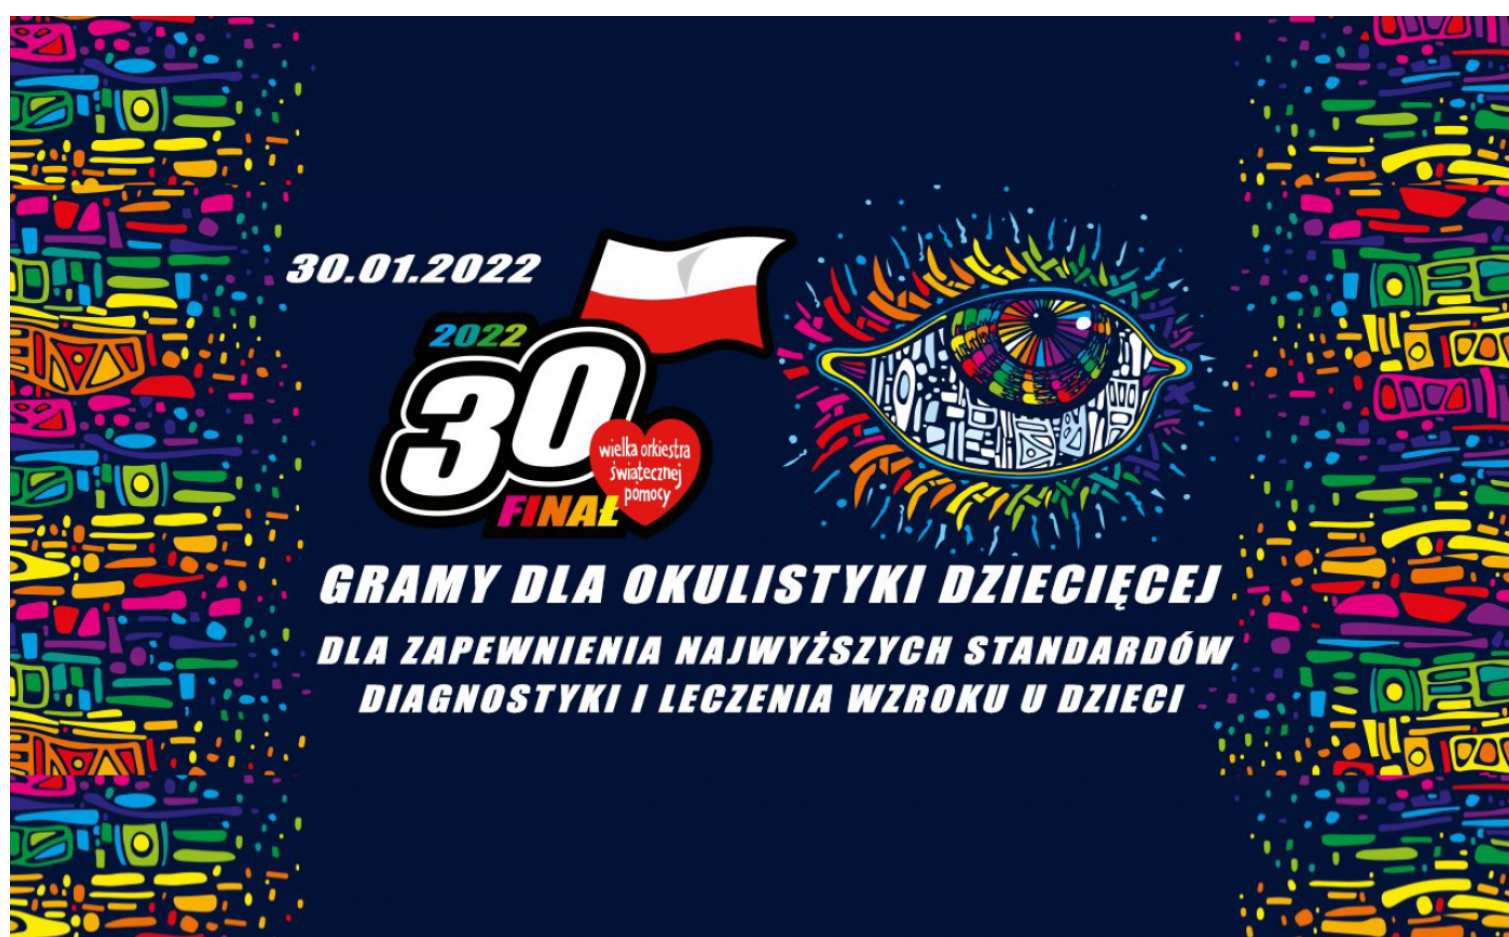 30.01.2022
2022
30
FINAŁ
wielka orkiestra
świątecznej
pomocy
GRAMY DLA OKULISTYKI DZIECIĘCEJ
DLA ZAPEWNIENIA NAJWYŻSZYCH STANDARDÓW
DIAGNOSTYKI I LECZENIA WZROKU U DZIECI